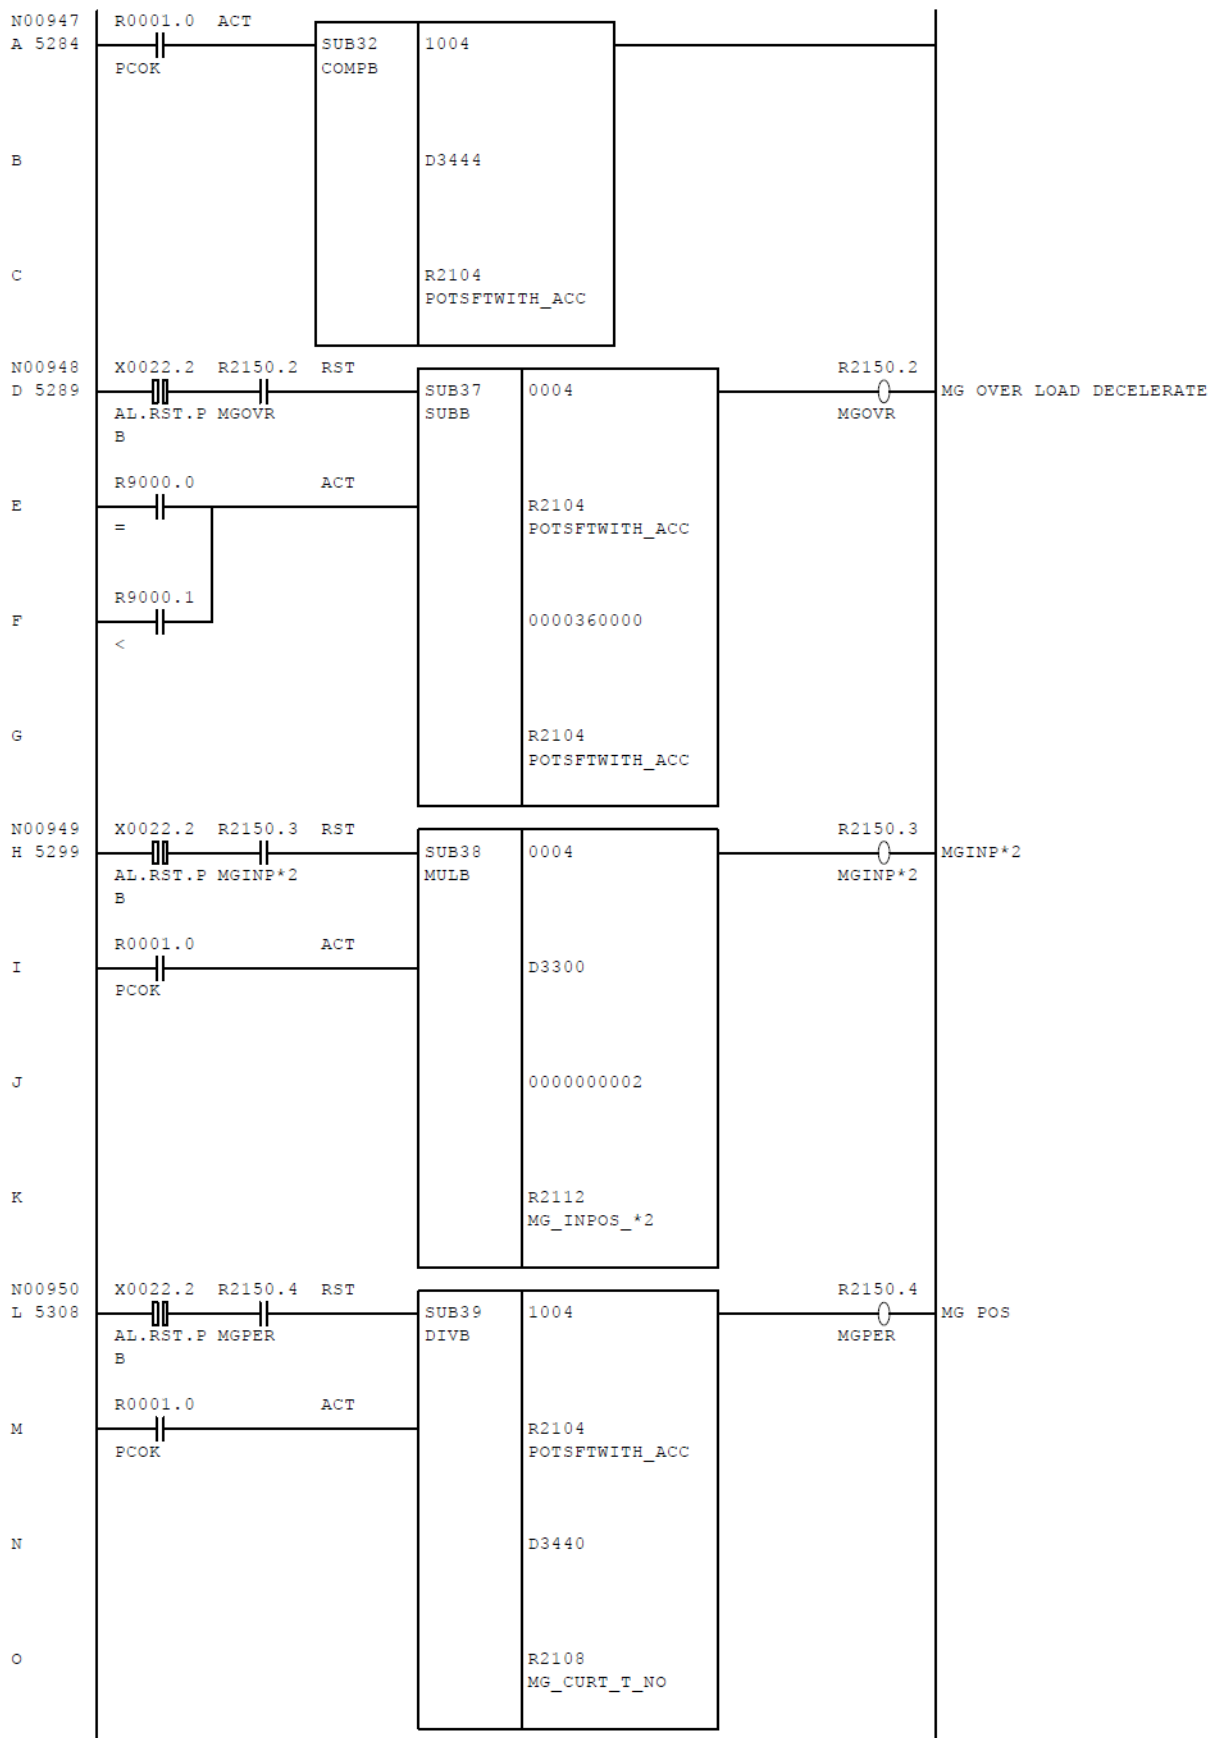 N00947 R0001.0 ACT
A 5284 SUB32 1004
PCOK COMPB
B D3444
C R2104
POTSFTWITH_ACC
N00948 X0022.2 R2150.2 RST R2150.2
D 5289 SUB37 0004 MG OVER LOAD DECELERATE
AL.RST.P MGOVR SUBB MGOVR
B
R9000.0 ACT
E R2104
= POTSFTWITH_ACC
R9000.1
F 0000360000
<
G R2104
POTSFTWITH_ACC
N00949 X0022.2 R2150.3 RST R2150.3
H 5299 SUB38 0004 MGINP*2
AL.RST.P MGINP*2 MULB MGINP*2
B
R0001.0 ACT
I D3300
PCOK
J 0000000002
K R2112
MG_INPOS_*2
N00950 X0022.2 R2150.4 RST R2150.4
L 5308 SUB39 1004 MG POS
AL.RST.P MGPER DIVB MGPER
B
R0001.0 ACT
M R2104
PCOK POTSFTWITH_ACC
N D3440
O R2108
MG_CURT_T_NO